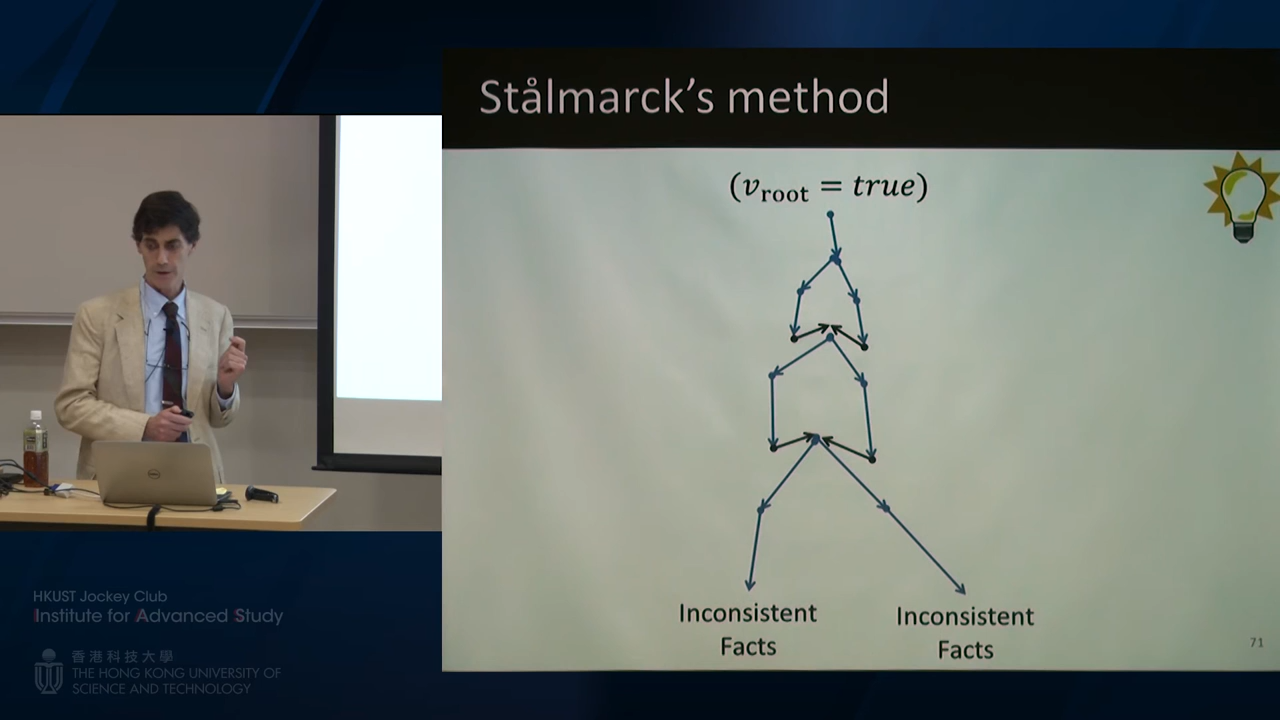 Stålmarck's method
(v_root = true)
Inconsistent
Facts
Inconsistent
Facts
71
HKUST Jockey Club
Institute for Advanced Study
香港科技大學
THE HONG KONG UNIVERSITY OF
SCIENCE AND TECHNOLOGY
DELL